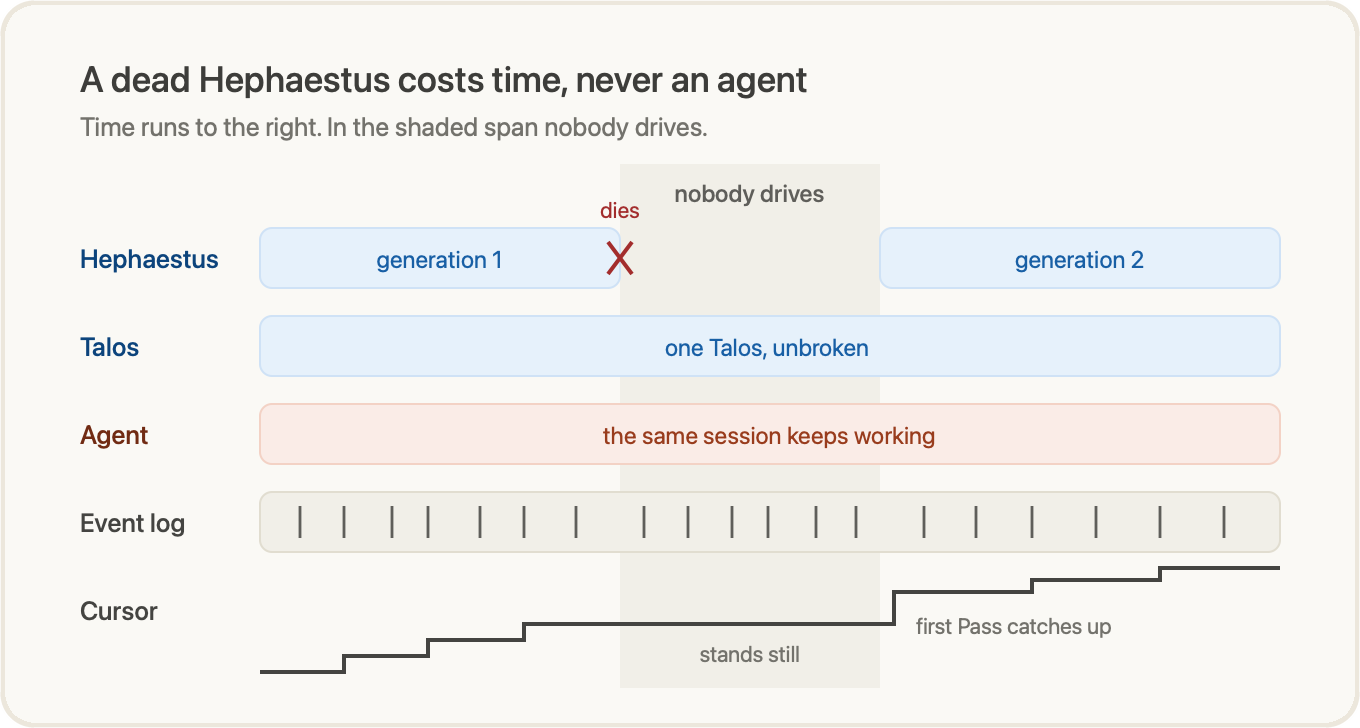 A dead Hephaestus costs time, never an agent
Time runs to the right. In the shaded span nobody drives.
nobody drives
dies
Hephaestus
generation 1
generation 2
Talos
one Talos, unbroken
Agent
the same session keeps working
Event log
Cursor
first Pass catches up
stands still